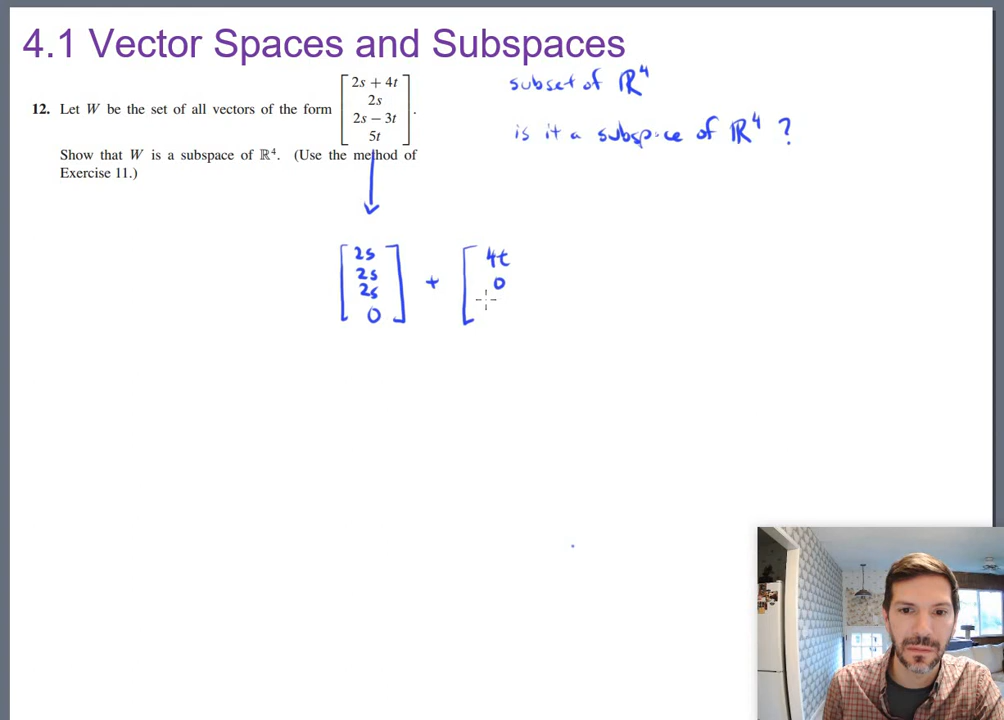 4.1 Vector Spaces and Subspaces
12. Let W be the set of all vectors of the form [ 2s + 4t
2s
2s − 3t
5t ] .
Show that W is a subspace of ℝ⁴. (Use the method of
Exercise 11.)
subset of ℝ⁴
is it a subspace of ℝ⁴ ?
[ 2s
2s
2s
0 ] + [ 4t
0